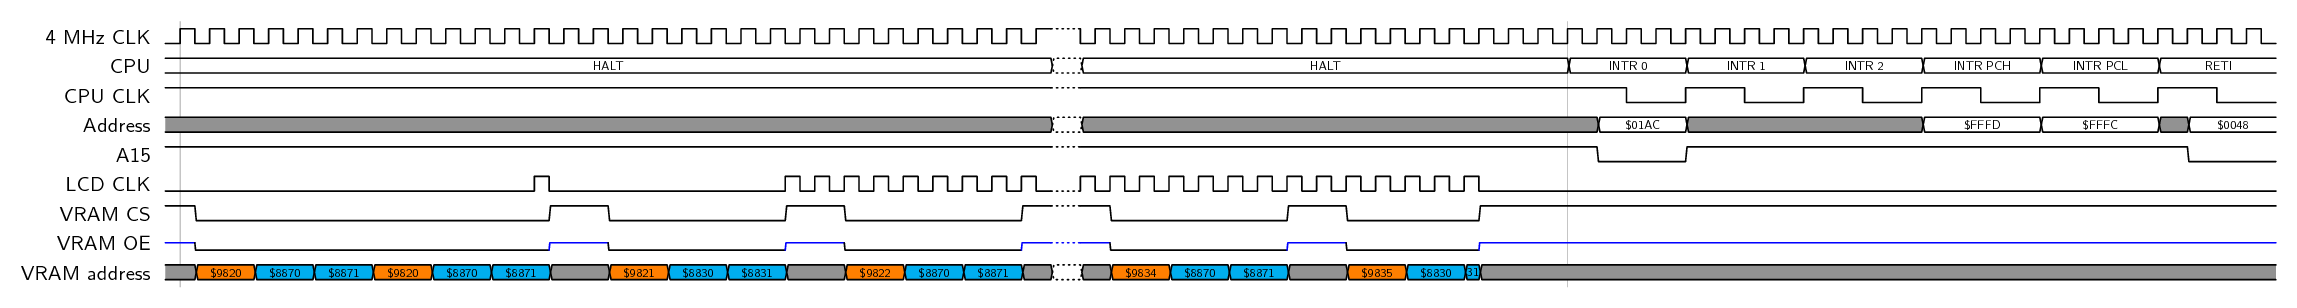 4 MHz CLK
CPU HALT HALT INTR 0 INTR 1 INTR 2 INTR PCH INTR PCL RETI
CPU CLK
Address $01AC $FFFD $FFFC $0048
A15
LCD CLK
VRAM CS
VRAM OE
VRAM address $9820 $8870 $8871 $9820 $8870 $8871 $9821 $8830 $8831 $9822 $8870 $8871 $9834 $8870 $8871 $9835 $8830 31